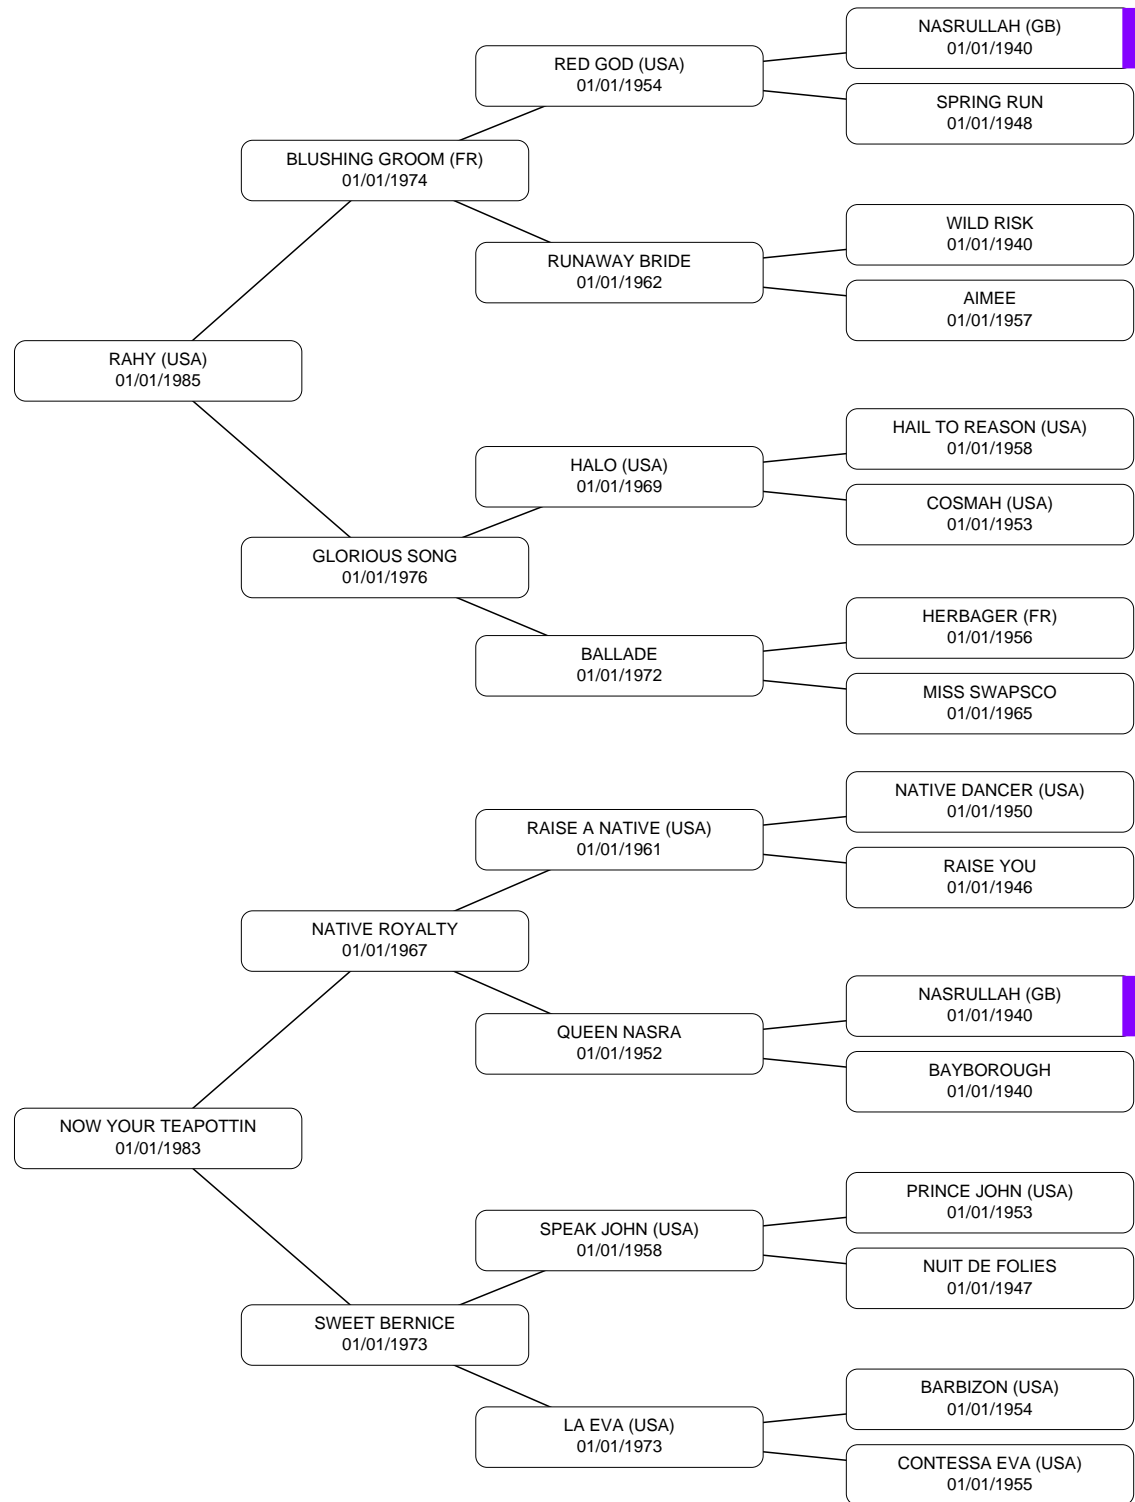 NASRULLAH (GB)
01/01/1940
RED GOD (USA)
01/01/1954
SPRING RUN
01/01/1948
BLUSHING GROOM (FR)
01/01/1974
WILD RISK
01/01/1940
RUNAWAY BRIDE
01/01/1962
AIMEE
01/01/1957
RAHY (USA)
01/01/1985
HAIL TO REASON (USA)
01/01/1958
HALO (USA)
01/01/1969
COSMAH (USA)
01/01/1953
GLORIOUS SONG
01/01/1976
HERBAGER (FR)
01/01/1956
BALLADE
01/01/1972
MISS SWAPSCO
01/01/1965
NATIVE DANCER (USA)
01/01/1950
RAISE A NATIVE (USA)
01/01/1961
RAISE YOU
01/01/1946
NATIVE ROYALTY
01/01/1967
NASRULLAH (GB)
01/01/1940
QUEEN NASRA
01/01/1952
BAYBOROUGH
01/01/1940
NOW YOUR TEAPOTTIN
01/01/1983
PRINCE JOHN (USA)
01/01/1953
SPEAK JOHN (USA)
01/01/1958
NUIT DE FOLIES
01/01/1947
SWEET BERNICE
01/01/1973
BARBIZON (USA)
01/01/1954
LA EVA (USA)
01/01/1973
CONTESSA EVA (USA)
01/01/1955